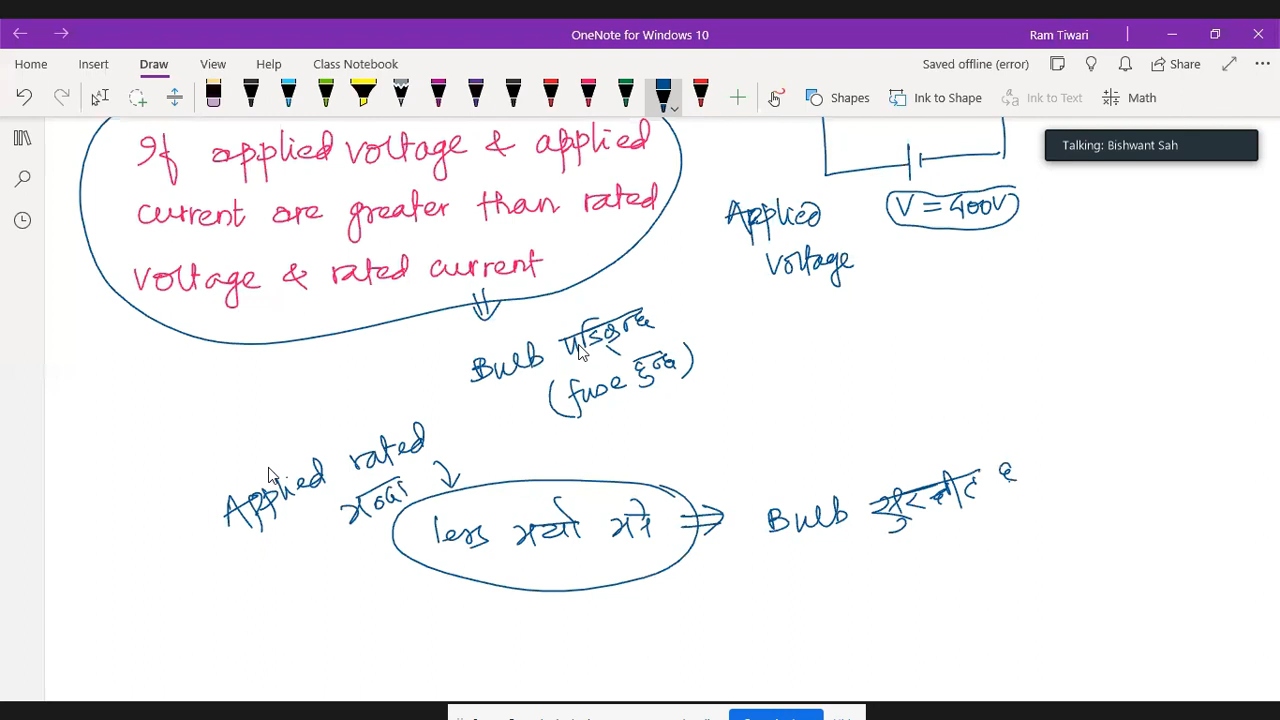 OneNote for Windows 10
Ram Tiwari
Home Insert Draw View Help Class Notebook
Saved offline (error)
Share
Shapes
Ink to Shape
Ink to Text
Math
Talking: Bishwant Sah
If applied voltage & applied
current are greater than rated
voltage & rated current
V = 400V
Applied
voltage
Bulb
(fuse हुन्छ)
Applied rated
भन्दा
less भयो भने ⇒ Bulb सुरक्षीत छ